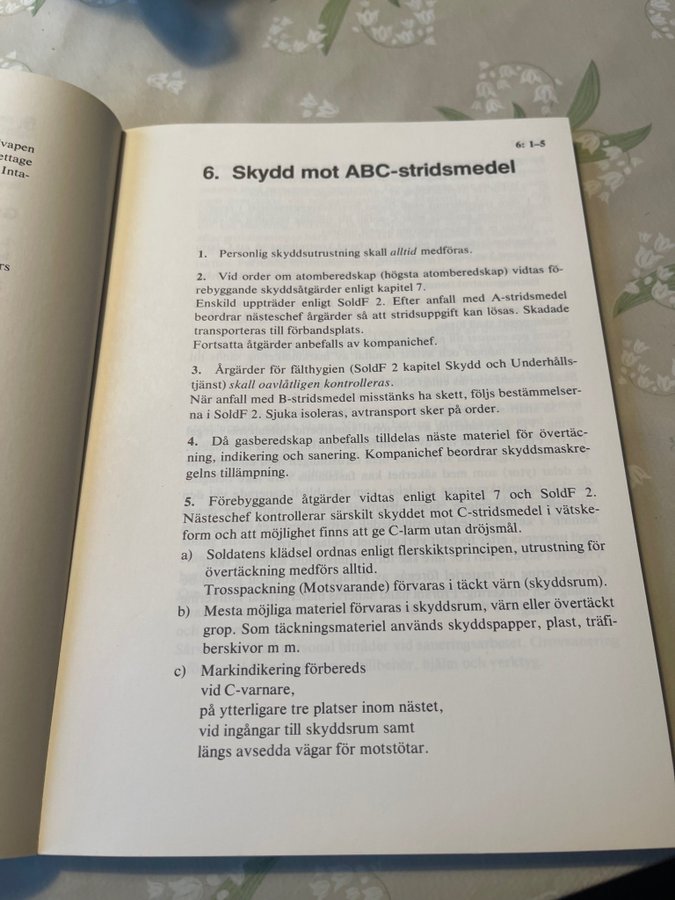 vapen
ettage
Inta-
rs
6: 1–5
6. Skydd mot ABC-stridsmedel
1. Personlig skyddsutrustning skall alltid medföras.
2. Vid order om atomberedskap (högsta atomberedskap) vidtas fö-
rebyggande skyddsåtgärder enligt kapitel 7.
Enskild uppträder enligt SoldF 2. Efter anfall med A-stridsmedel
beordrar nästeschef årgärder så att stridsuppgift kan lösas. Skadade
transporteras till förbandsplats.
Fortsatta åtgärder anbefalls av kompanichef.
3. Årgärder för fälthygien (SoldF 2 kapitel Skydd och Underhålls-
tjänst) skall oavlåtligen kontrolleras.
När anfall med B-stridsmedel misstänks ha skett, följs bestämmelser-
na i SoldF 2. Sjuka isoleras, avtransport sker på order.
4. Då gasberedskap anbefalls tilldelas näste materiel för övertäc-
ning, indikering och sanering. Kompanichef beordrar skyddsmaskre-
gelns tillämpning.
5. Förebyggande åtgärder vidtas enligt kapitel 7 och SoldF 2.
Nästeschef kontrollerar särskilt skyddet mot C-stridsmedel i vätske-
form och att möjlighet finns att ge C-larm utan dröjsmål.
a) Soldatens klädsel ordnas enligt flerskiktsprincipen, utrustning för
övertäckning medförs alltid.
Trosspackning (Motsvarande) förvaras i täckt värn (skyddsrum).
b) Mesta möjliga materiel förvaras i skyddsrum, värn eller övertäckt
grop. Som täckningsmateriel används skyddspapper, plast, träfi-
berskivor m m.
c) Markindikering förbereds
vid C-varnare,
på ytterligare tre platser inom nästet,
vid ingångar till skyddsrum samt
längs avsedda vägar för motstötar.